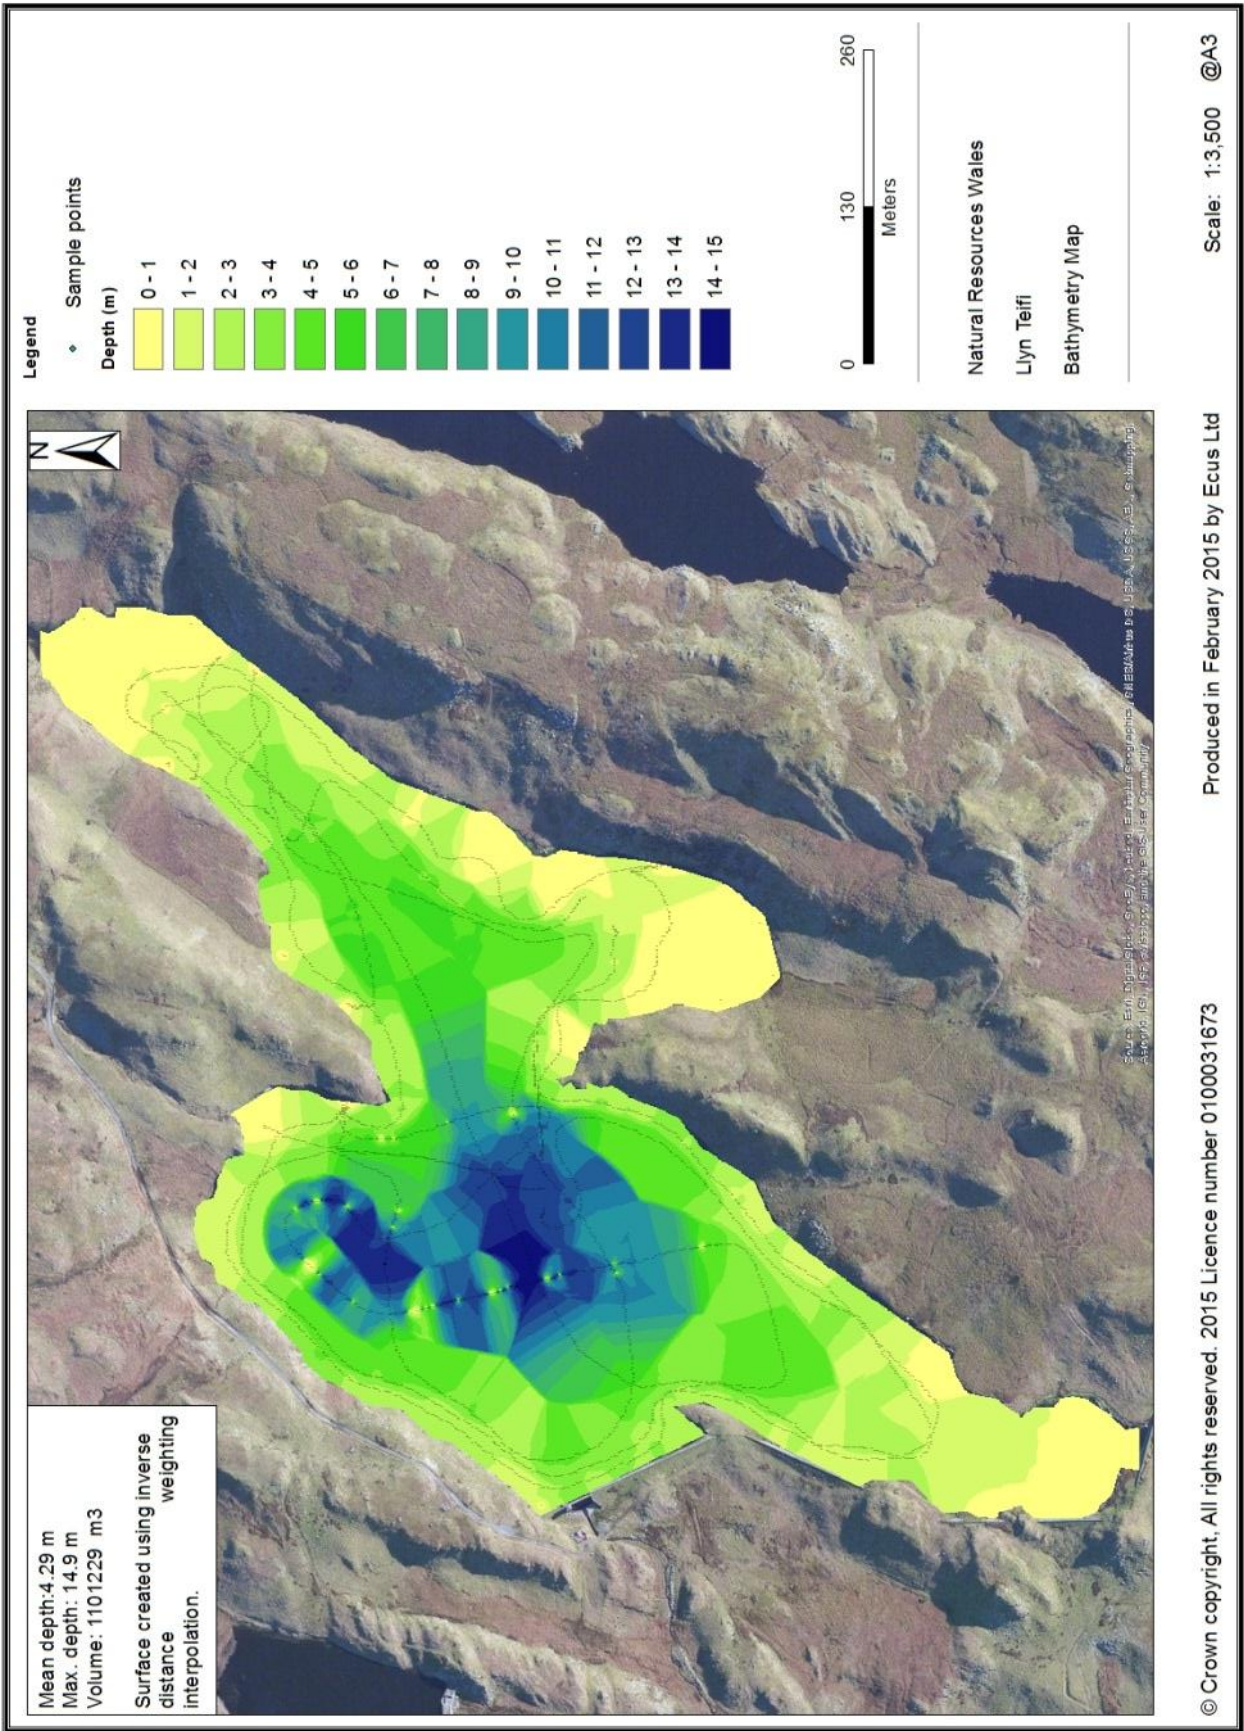 Mean depth:4.29 m
Max. depth: 14.9 m
Volume: 1101229 m3
Surface created using inverse
distance weighting
interpolation.
N
Legend
Sample points
Depth (m)
0 - 1
1 - 2
2 - 3
3 - 4
4 - 5
5 - 6
6 - 7
7 - 8
8 - 9
9 - 10
10 - 11
11 - 12
12 - 13
13 - 14
14 - 15
0 130 260
Meters
Natural Resources Wales
Llyn Teifi
Bathymetry Map
© Crown copyright, All rights reserved. 2015 Licence number 0100031673
Produced in February 2015 by Ecus Ltd
Scale: 1:3,500 @A3